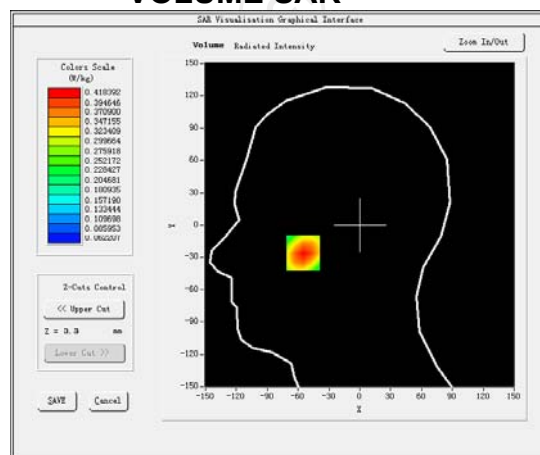 VOLUME SAR
SAR Visualisation Graphical Interface
Volume Radiated Intensity
Zoom In/Out
Colors Scale
(W/kg)
0.418392
0.394646
0.370900
0.347155
0.323409
0.299664
0.275918
0.252172
0.228427
0.204681
0.180935
0.157190
0.133444
0.109698
0.085953
0.062207
Z-Cuts Control
<< Upper Cut
Z = 3.3 mm
Lower Cut >>
SAVE Cancel
150
120
90
60
30
0
-30
-60
-90
-120
-150
Y
-150 -120 -90 -60 -30 0 30 60 90 120 150
X